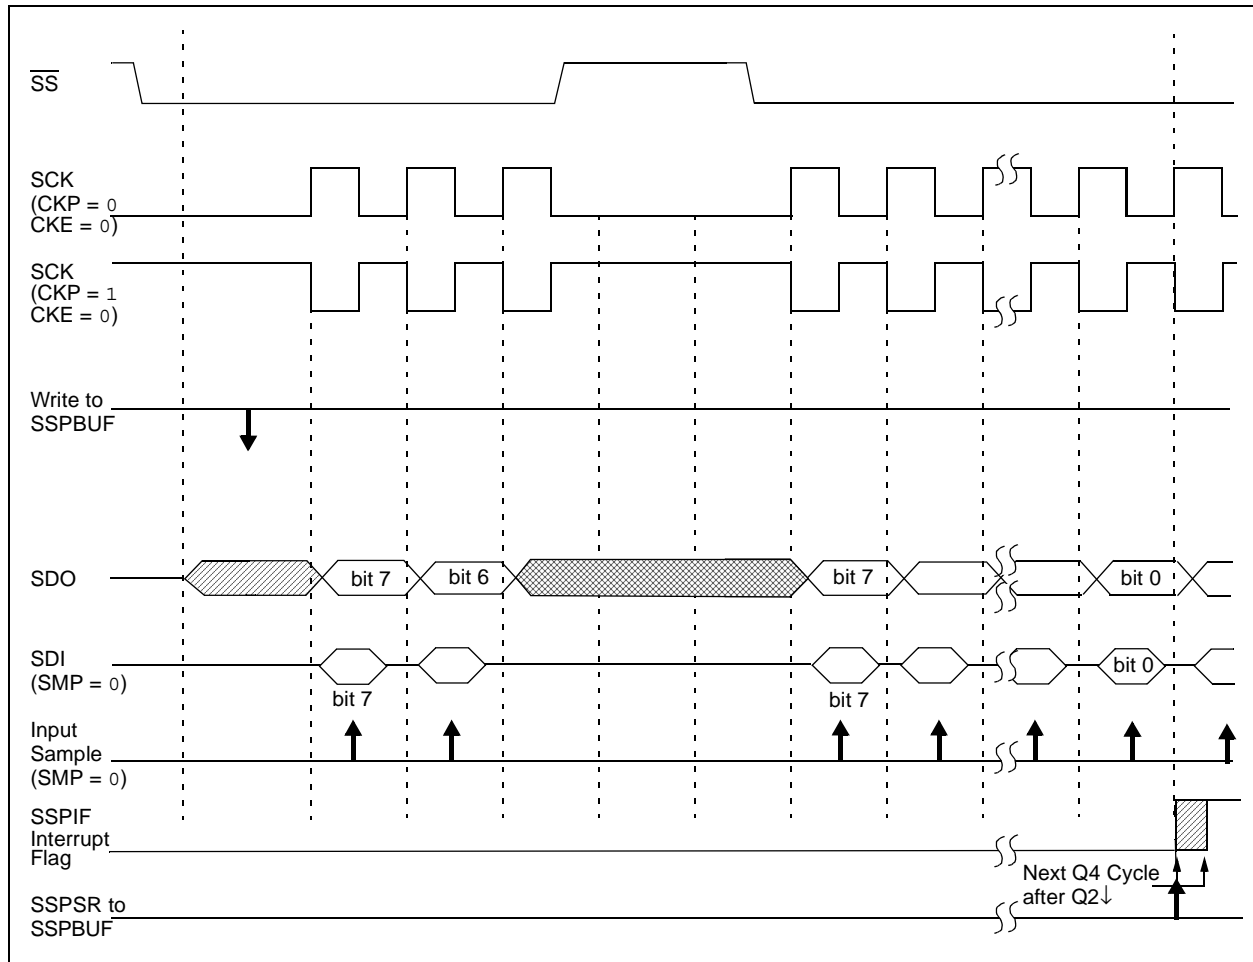 SS
SCK
(CKP = 0
CKE = 0)
SCK
(CKP = 1
CKE = 0)
Write to
SSPBUF
SDO
bit 7
bit 6
bit 7
bit 0
SDI
(SMP = 0)
bit 7
bit 7
bit 0
Input
Sample
(SMP = 0)
SSPIF
Interrupt
Flag
Next Q4 Cycle
after Q2↓
SSPSR to
SSPBUF